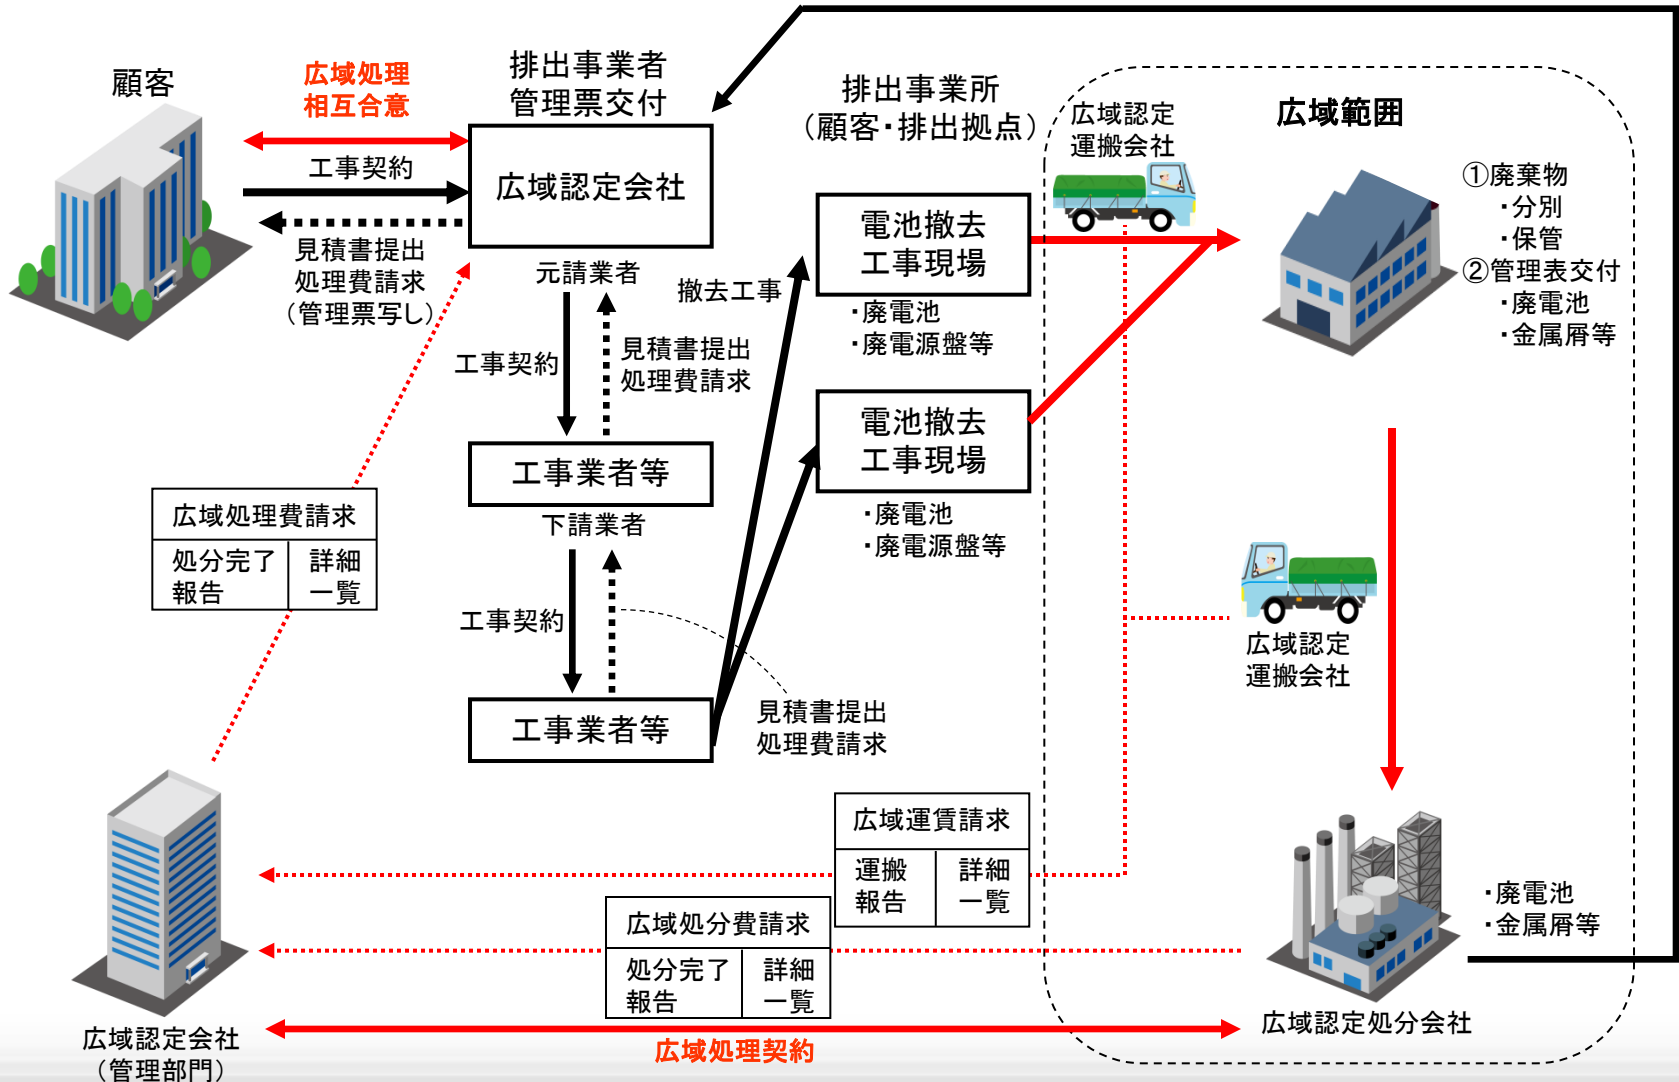 顧客
広域処理
相互合意
工事契約
見積書提出
処理費請求
（管理票写し）
排出事業者
管理票交付
広域認定会社
元請業者
工事契約
見積書提出
処理費請求
工事業者等
下請業者
工事契約
工事業者等
見積書提出
処理費請求
撤去工事
排出事業所
（顧客・排出拠点）
電池撤去
工事現場
・廃電池
・廃電源盤等
電池撤去
工事現場
・廃電池
・廃電源盤等
広域認定
運搬会社
広域範囲
①廃棄物
・分別
・保管
②管理表交付
・廃電池
・金属屑等
広域認定
運搬会社
広域処理費請求
処分完了
報告
詳細
一覧
広域運賃請求
運搬
報告
詳細
一覧
広域処分費請求
処分完了
報告
詳細
一覧
・廃電池
・金属屑等
広域認定処分会社
広域認定会社
（管理部門）
広域処理契約